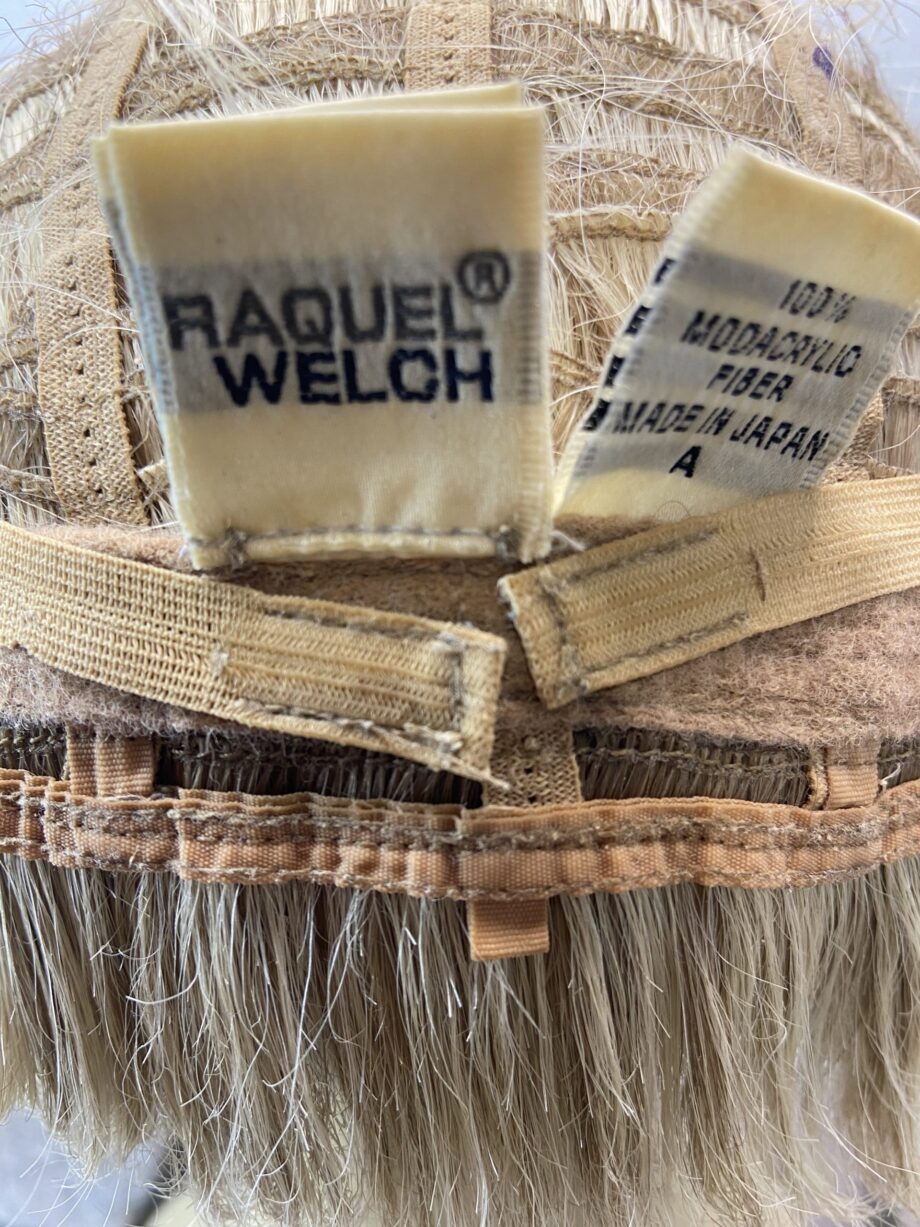 RAQUEL®
WELCH
100%
MODACRYLIC
FIBER
MADE IN JAPAN
A